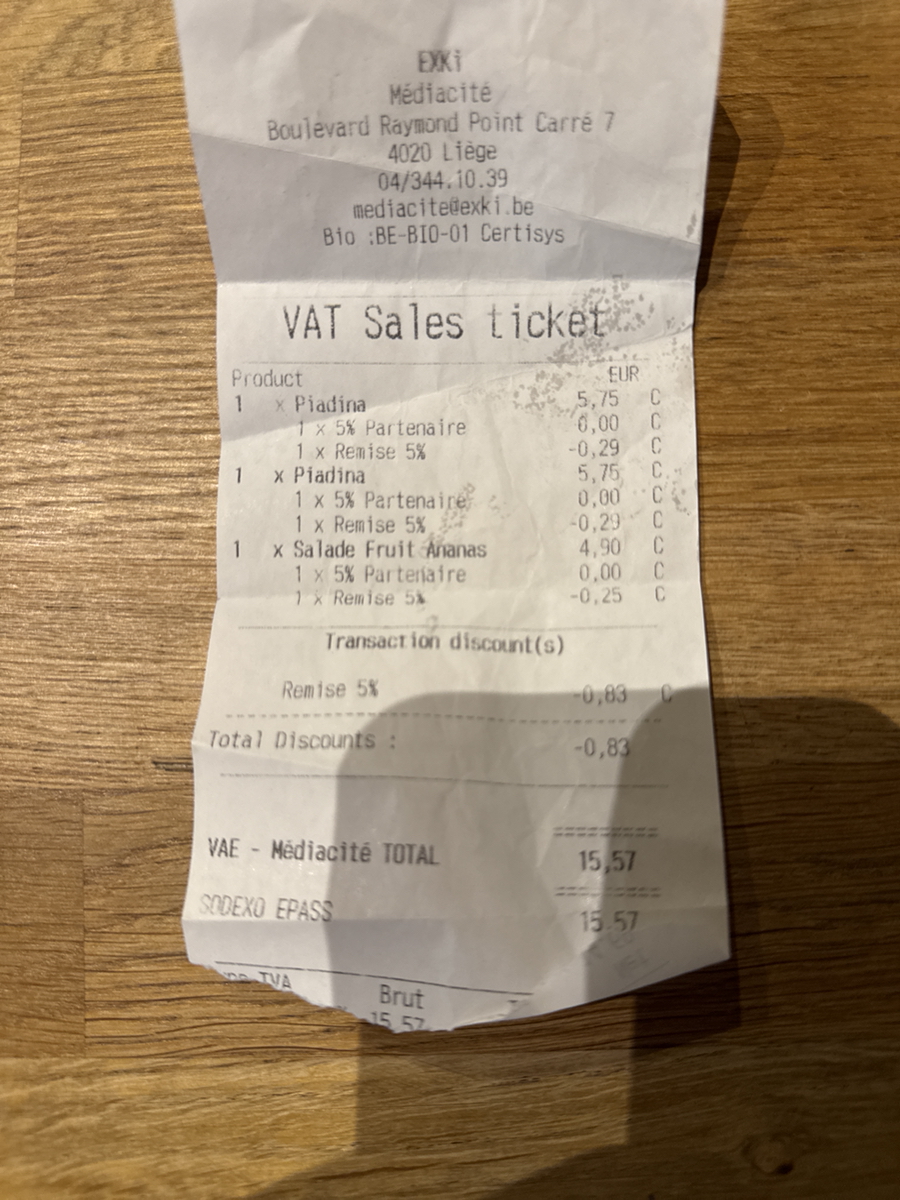 EXKi
Médiacité
Boulevard Raymond Point Carré 7
4020 Liège
04/344.10.39
mediacite@exki.be
Bio :BE-BIO-01 Certisys
VAT Sales ticket
Product EUR
1 x Piadina 5,75 C
1 x 5% Partenaire 0,00 C
1 x Remise 5% -0,29 C
1 x Piadina 5,75 C
1 x 5% Partenaire 0,00 C
1 x Remise 5% -0,29 C
1 x Salade Fruit Ananas 4,90 C
1 x 5% Partenaire 0,00 C
1 x Remise 5% -0,25 C
Transaction discount(s)
Remise 5% -0,83 C
Total Discounts : -0,83
VAE - Médiacité TOTAL 15,57
SODEXO EPASS 15.57
TVA Brut
15,57